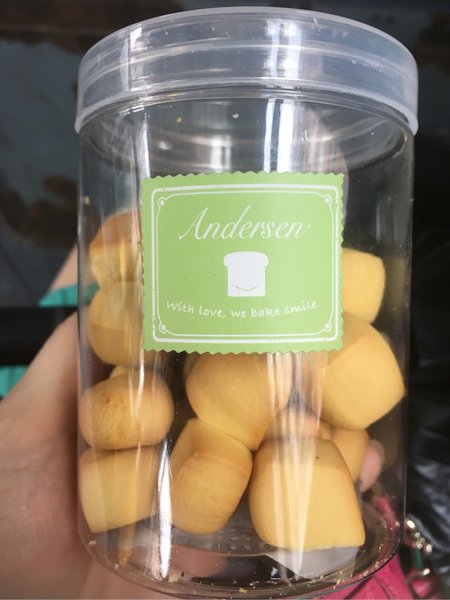 Andersen
With love, we bake smile.